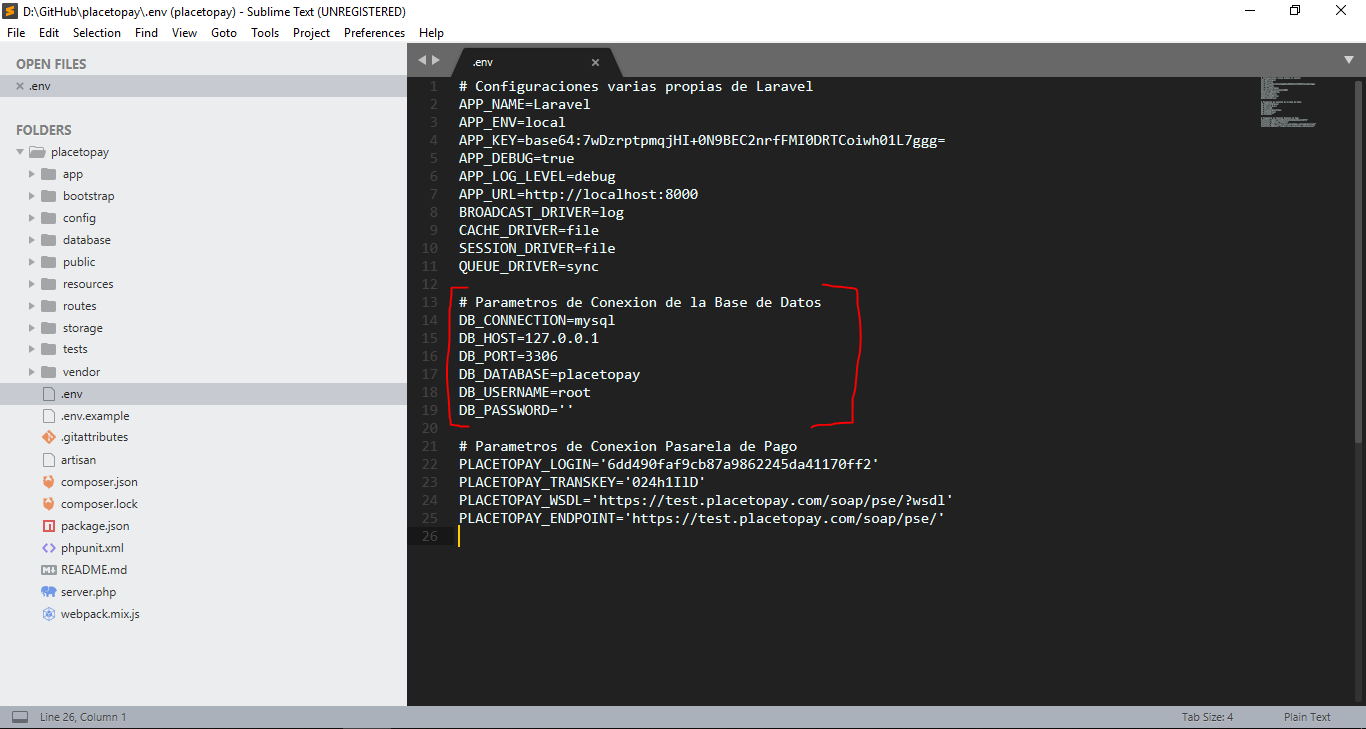 D:\GitHub\placetopay\.env (placetopay) - Sublime Text (UNREGISTERED)
File Edit Selection Find View Goto Tools Project Preferences Help
OPEN FILES
.env
FOLDERS
placetopay
app
bootstrap
config
database
public
resources
routes
storage
tests
vendor
.env
.env.example
.gitattributes
artisan
composer.json
composer.lock
package.json
phpunit.xml
README.md
server.php
webpack.mix.js
.env
1 # Configuraciones varias propias de Laravel
2 APP_NAME=Laravel
3 APP_ENV=local
4 APP_KEY=base64:7wDzrptpmqjHI+0N9BEC2nrfFMI0DRTCoiwh01L7ggg=
5 APP_DEBUG=true
6 APP_LOG_LEVEL=debug
7 APP_URL=http://localhost:8000
8 BROADCAST_DRIVER=log
9 CACHE_DRIVER=file
10 SESSION_DRIVER=file
11 QUEUE_DRIVER=sync
12
13 # Parametros de Conexion de la Base de Datos
14 DB_CONNECTION=mysql
15 DB_HOST=127.0.0.1
16 DB_PORT=3306
17 DB_DATABASE=placetopay
18 DB_USERNAME=root
19 DB_PASSWORD=''
20
21 # Parametros de Conexion Pasarela de Pago
22 PLACETOPAY_LOGIN='6dd490faf9cb87a9862245da41170ff2'
23 PLACETOPAY_TRANSKEY='024h1IlD'
24 PLACETOPAY_WSDL='https://test.placetopay.com/soap/pse/?wsdl'
25 PLACETOPAY_ENDPOINT='https://test.placetopay.com/soap/pse/'
26
Line 26, Column 1
Tab Size: 4
Plain Text